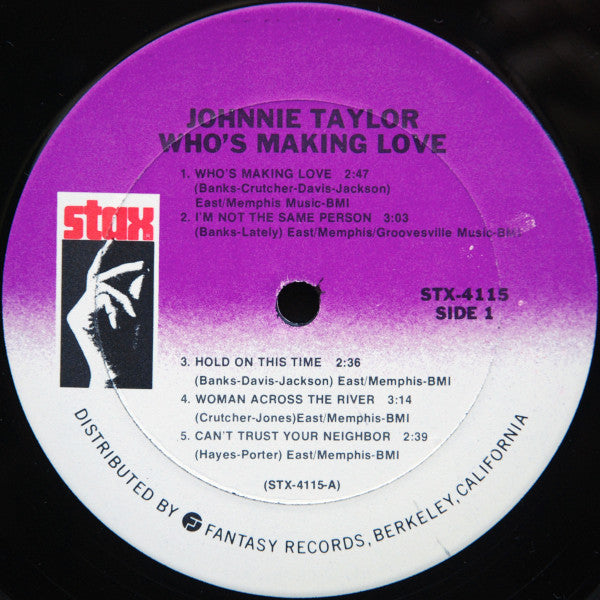 JOHNNIE TAYLOR
WHO'S MAKING LOVE
1. WHO'S MAKING LOVE 2:47
(Banks-Crutcher-Davis-Jackson)
East/Memphis Music-BMI
2. I'M NOT THE SAME PERSON 3:03
(Banks-Lately) East/Memphis/Groovesville Music-BMI
stax
STX-4115
SIDE 1
3. HOLD ON THIS TIME 2:36
(Banks-Davis-Jackson) East/Memphis-BMI
4. WOMAN ACROSS THE RIVER 3:14
(Crutcher-Jones)East/Memphis-BMI
5. CAN'T TRUST YOUR NEIGHBOR 2:39
(Hayes-Porter) East/Memphis-BMI
(STX-4115-A)
DISTRIBUTED BY FANTASY RECORDS, BERKELEY, CALIFORNIA